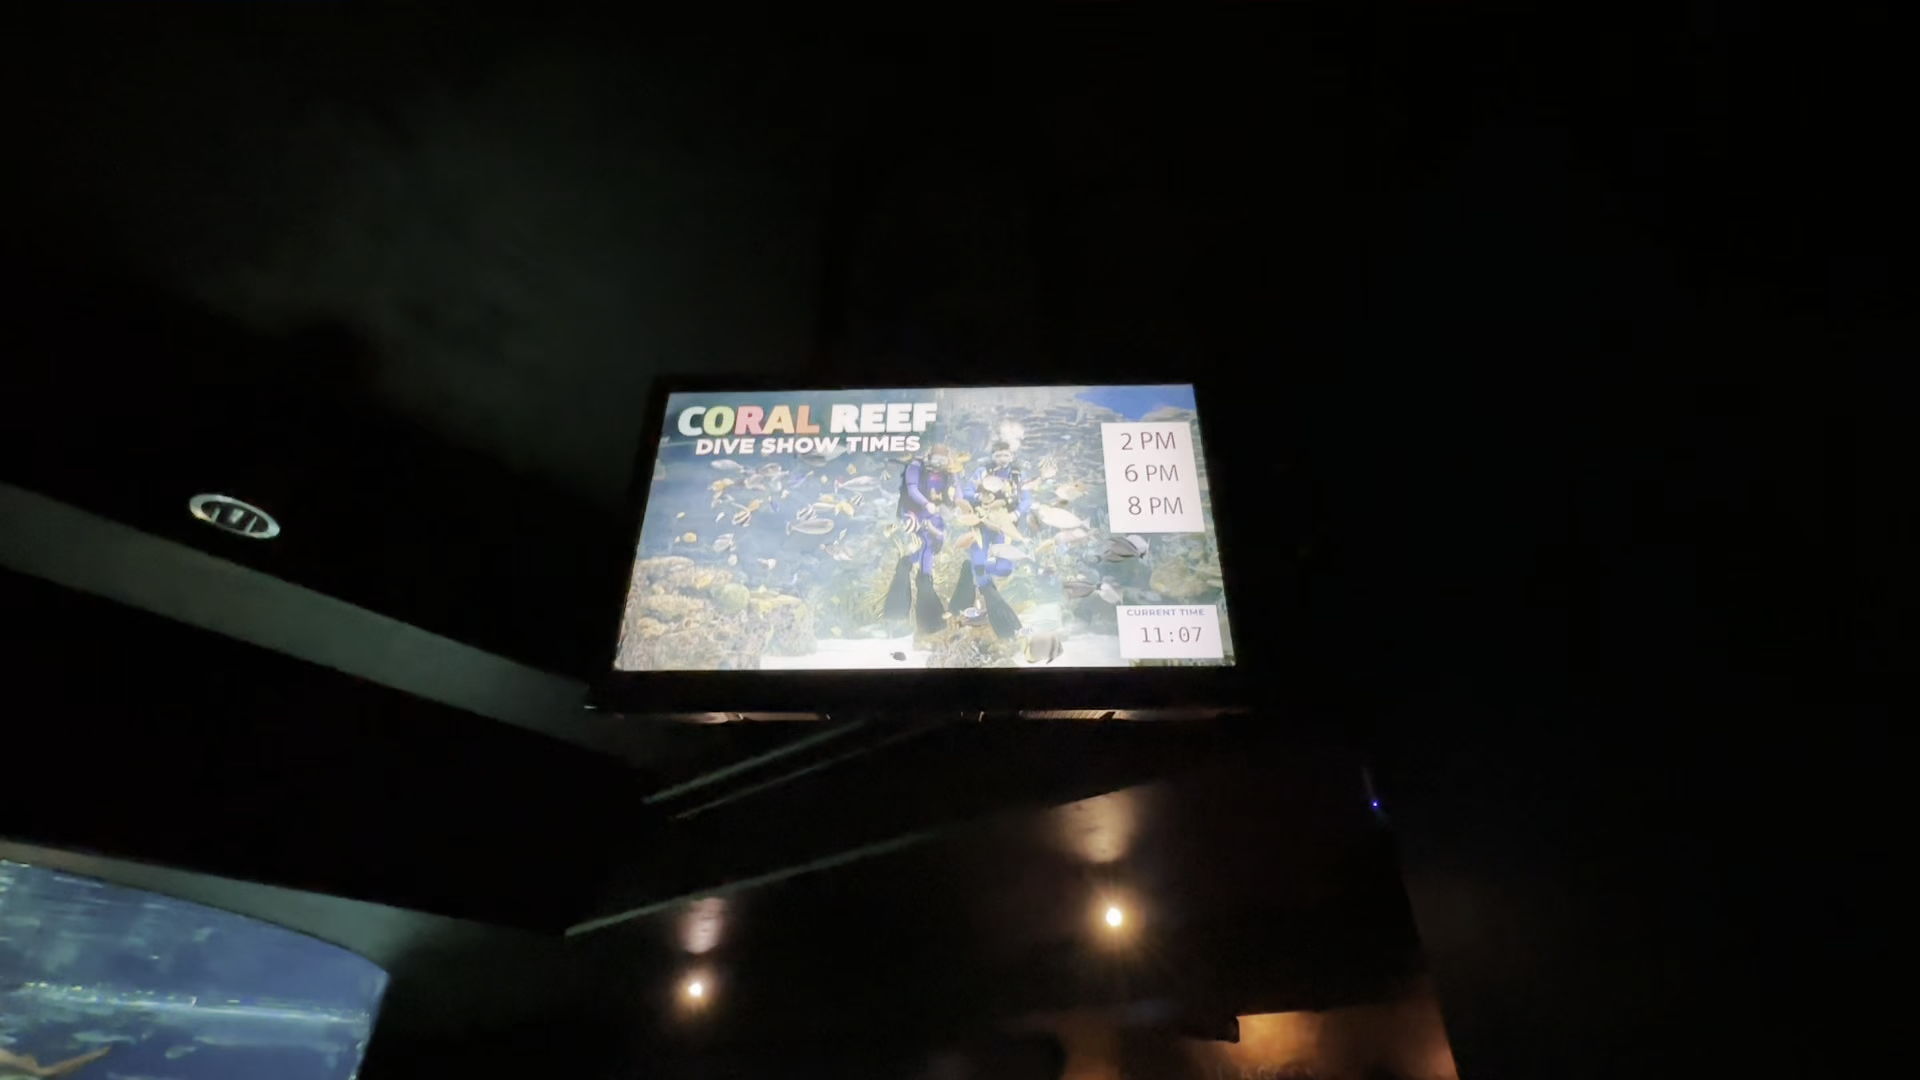 CORAL REEF
DIVE SHOW TIMES
2 PM
6 PM
8 PM
CURRENT TIME
11:07